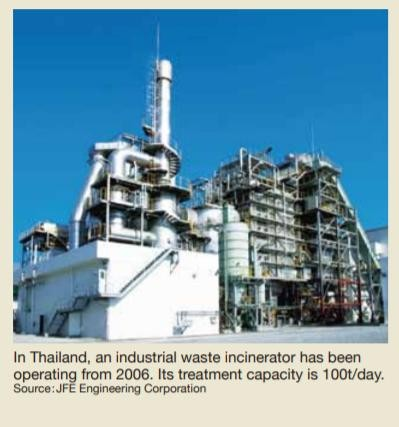 In Thailand, an industrial waste incinerator has been
operating from 2006. Its treatment capacity is 100t/day.
Source:JFE Engineering Corporation